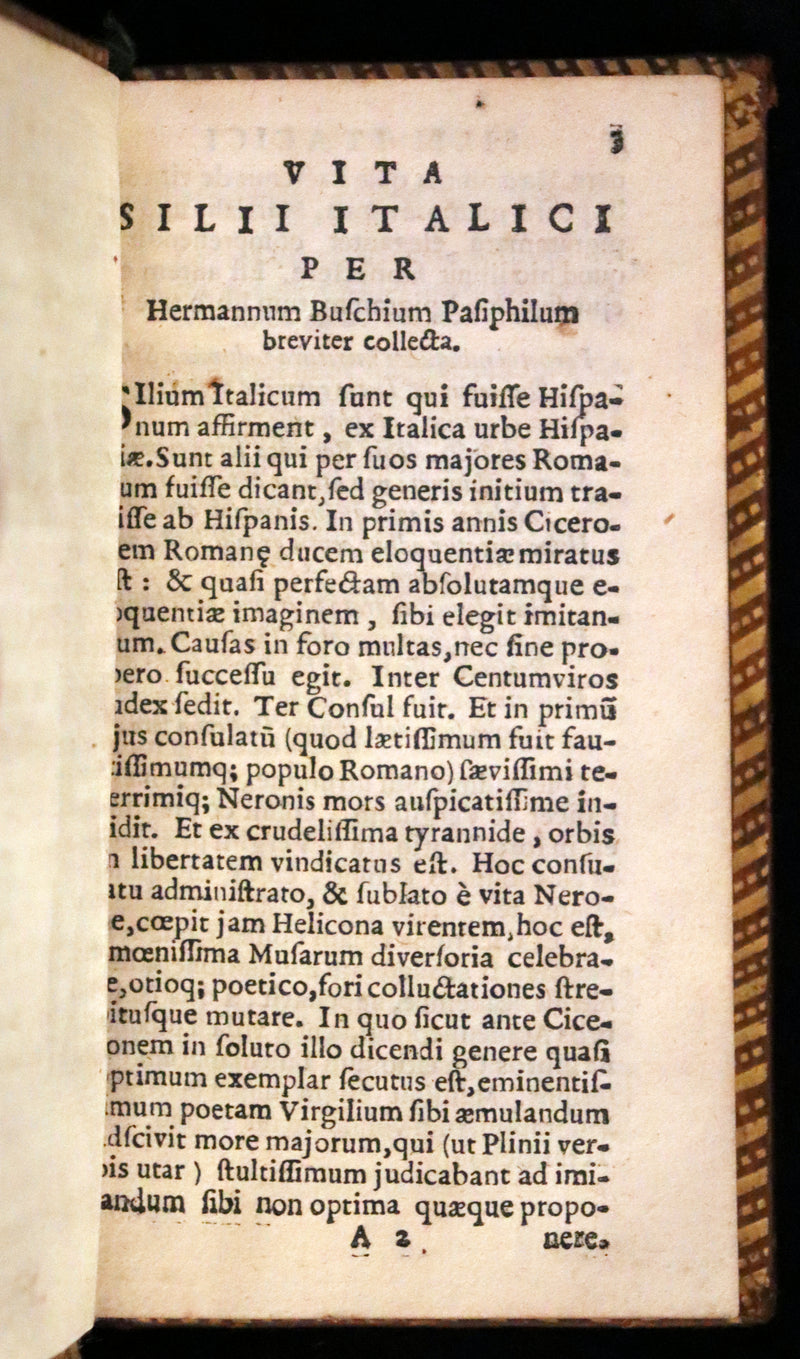 3
VITA
SILII ITALICI
PER
Hermannum Buſchium Paſiphilum
breviter collecta.
Ilium Italicum ſunt qui fuiſſe Hiſpa-
num affirment, ex Italica urbe Hiſpa-
iæ. Sunt alii qui per ſuos majores Roma-
um fuiſſe dicant, ſed generis initium tra-
iſſe ab Hiſpanis. In primis annis Cicero-
em Romanę ducem eloquentiæ miratus
ſt : & quaſi perfectam abſolutamque e-
oquentiæ imaginem, ſibi elegit imitan-
um. Cauſas in foro multas, nec ſine pro-
ero ſucceſſu egit. Inter Centumviros
idex ſedit. Ter Conſul fuit. Et in primū
jus conſulatū (quod lætiſſimum fuit fau-
iſſimumq; populo Romano) ſæviſſimi te-
errimiq; Neronis mors auſpicatiſſime in-
idit. Et ex crudeliſſima tyrannide, orbis
n libertatem vindicatus eſt. Hoc conſu-
atu adminiſtrato, & ſublato è vita Nero-
e, cœpit jam Helicona virentem, hoc eſt,
mœniſſima Muſarum diverſoria celebra-
e, otioq; poetico, fori colluctationes ſtre-
ituſque mutare. In quo ſicut ante Cice-
onem in ſoluto illo dicendi genere quaſi
ptimum exemplar ſecutus eſt, eminentiſ-
mum poetam Virgilium ſibi æmulandum
dſcivit more majorum, qui (ut Plinii ver-
is utar ) ſtultiſſimum judicabant ad imi-
andum ſibi non optima quæque propo-
A 2. nere.